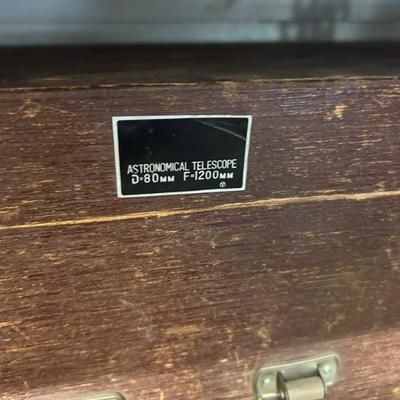 ASTRONOMICAL TELESCOPE
D=80MM F=1200MM